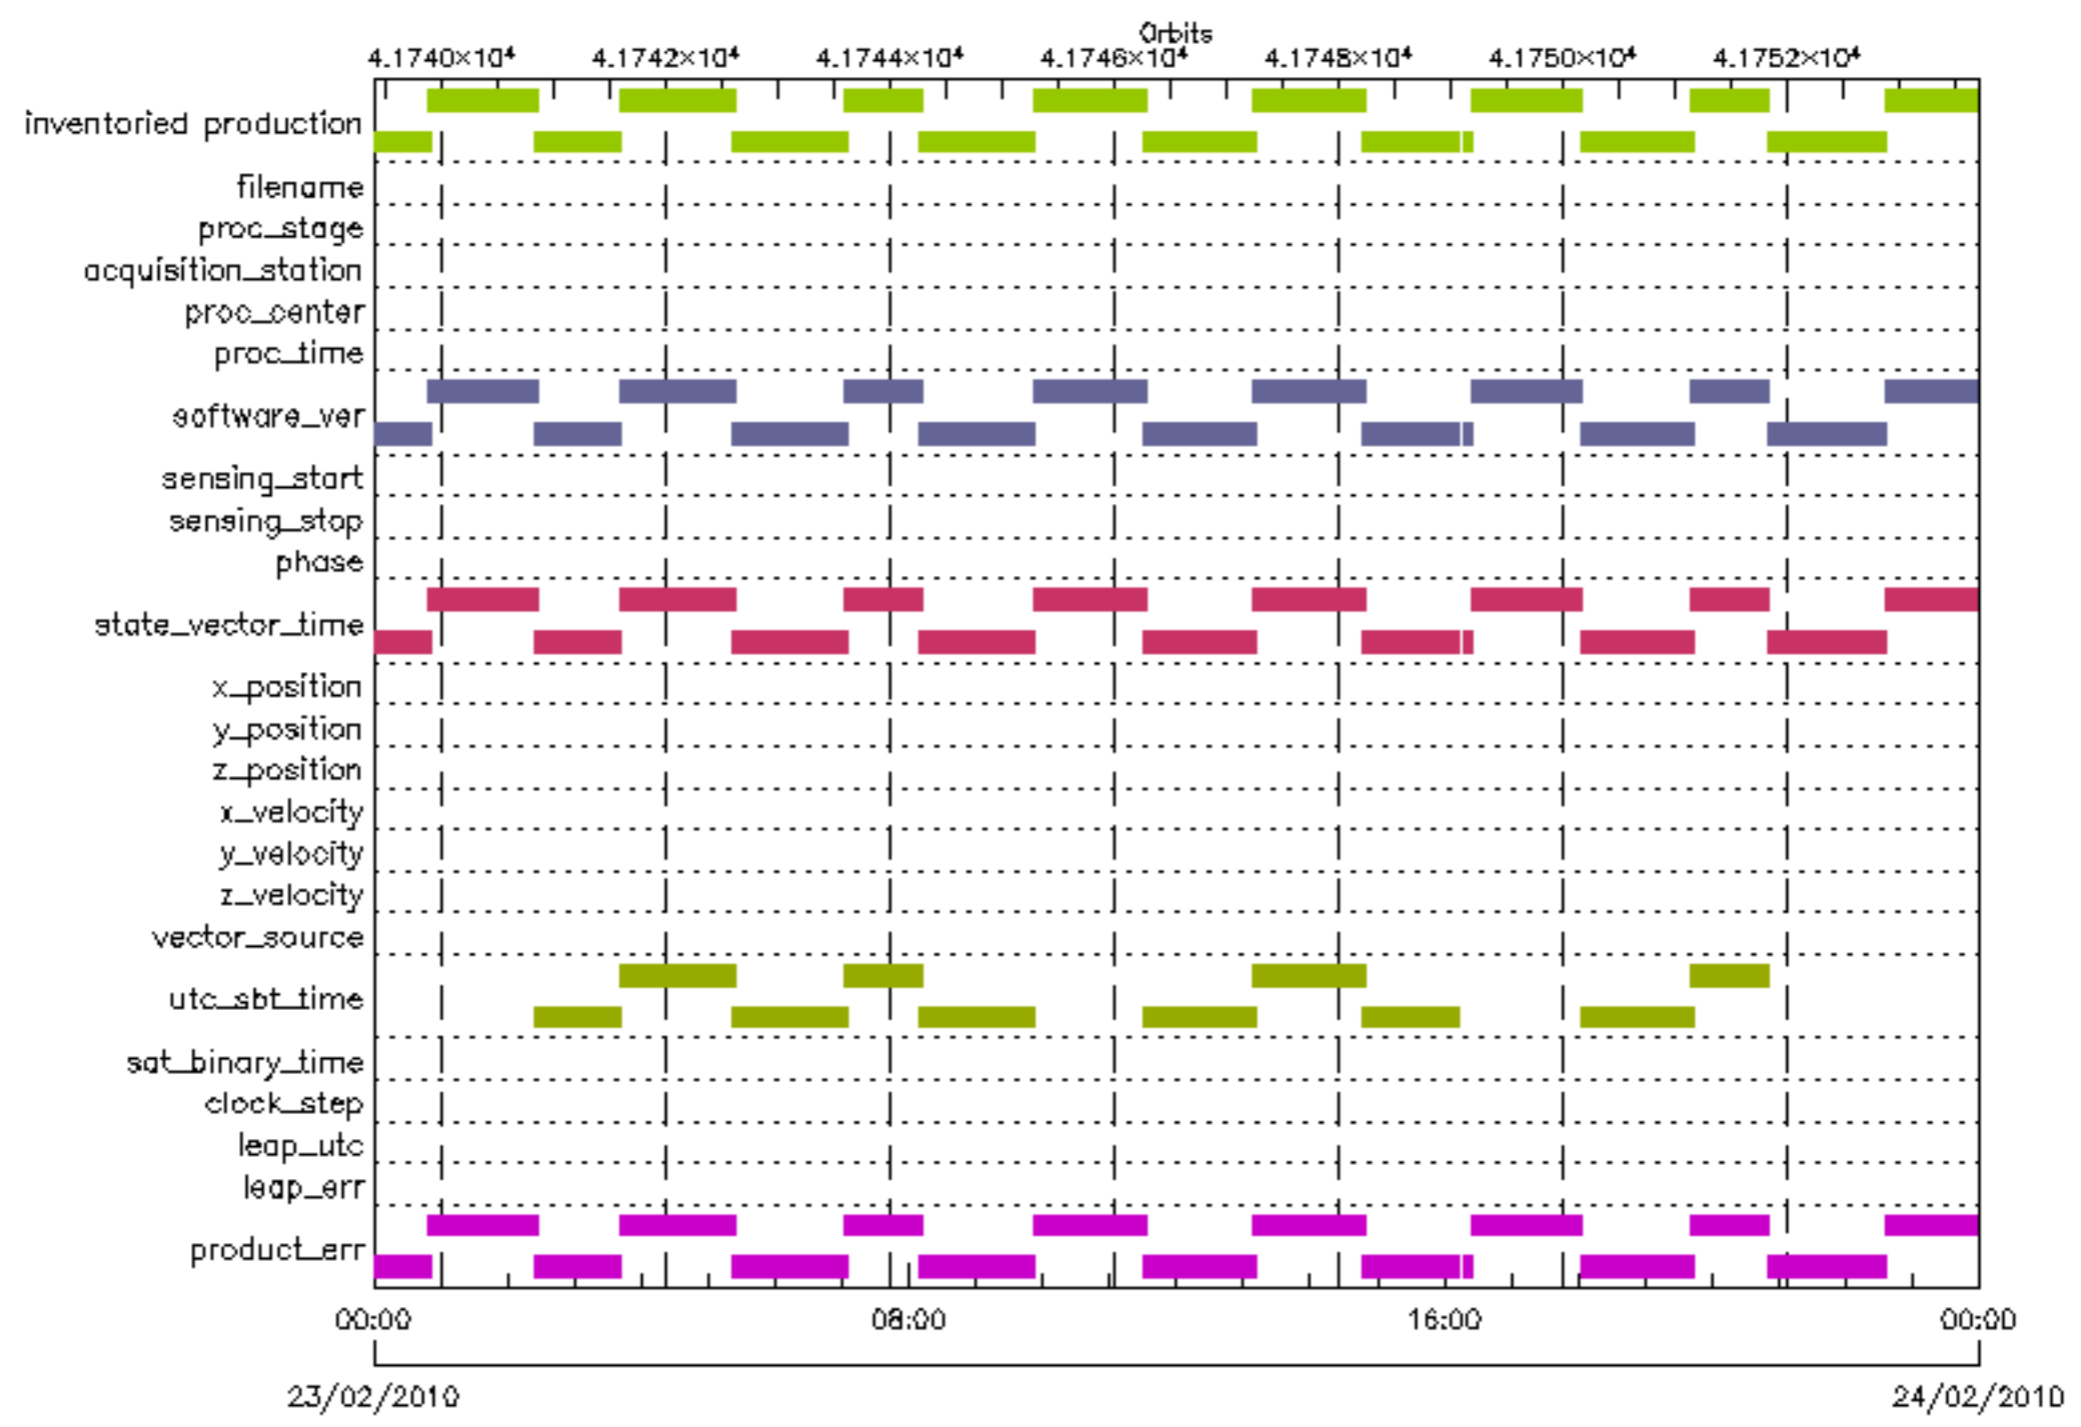 Orbits
4.1740×10⁴ 4.1742×10⁴ 4.1744×10⁴ 4.1746×10⁴ 4.1748×10⁴ 4.1750×10⁴ 4.1752×10⁴
inventoried production
filename
proc_stage
acquisition_station
proc_center
proc_time
software_ver
sensing_start
sensing_stop
phase
state_vector_time
x_position
y_position
z_position
x_velocity
y_velocity
z_velocity
vector_source
utc_sbt_time
sat_binary_time
clock_step
leap_utc
leap_err
product_err
00:00 08:00 16:00 00:00
23/02/2010 24/02/2010